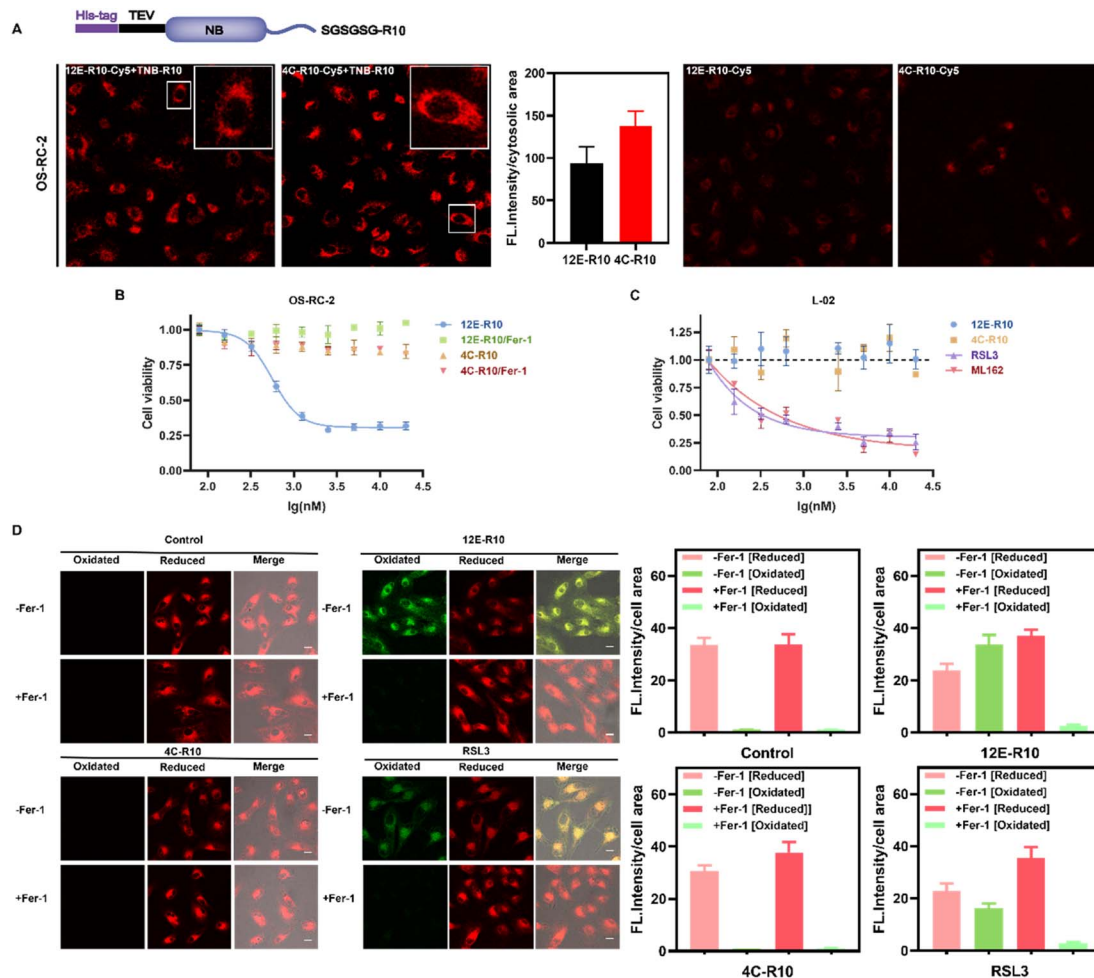 His-tag TEV
NB
SGSGSG-R10
A
12E-R10-Cy5+TNB-R10
4C-R10-Cy5+TNB-R10
12E-R10-Cy5
4C-R10-Cy5
OS-RC-2
FL.Intensity/cytosolic area
200
150
100
50
0
12E-R10 4C-R10
B
OS-RC-2
Cell viability
1.00
0.75
0.50
0.25
0.00
2.0 2.5 3.0 3.5 4.0 4.5
lg(nM)
12E-R10
12E-R10/Fer-1
4C-R10
4C-R10/Fer-1
C
L-02
Cell viability
1.25
1.00
0.75
0.50
0.25
0.00
2.0 2.5 3.0 3.5 4.0 4.5
lg(nM)
12E-R10
4C-R10
RSL3
ML162
D
Control
Oxidated Reduced Merge
-Fer-1
+Fer-1
12E-R10
Oxidated Reduced Merge
-Fer-1
+Fer-1
4C-R10
Oxidated Reduced Merge
-Fer-1
+Fer-1
RSL3
Oxidated Reduced Merge
-Fer-1
+Fer-1
FL.Intensity/cell area
60
40
20
0
-Fer-1 [Reduced]
-Fer-1 [Oxidated]
+Fer-1 [Reduced]
+Fer-1 [Oxidated]
Control
FL.Intensity/cell area
60
40
20
0
-Fer-1 [Reduced]
-Fer-1 [Oxidated]
+Fer-1 [Reduced]
+Fer-1 [Oxidated]
12E-R10
FL.Intensity/cell area
60
40
20
0
-Fer-1 [Reduced]
-Fer-1 [Oxidated]
+Fer-1 [Reduced]]
+Fer-1 [Oxidated]
4C-R10
FL.Intensity/cell area
60
40
20
0
-Fer-1 [Reduced]
-Fer-1 [Oxidated]
+Fer-1 [Reduced]
+Fer-1 [Oxidated]
RSL3